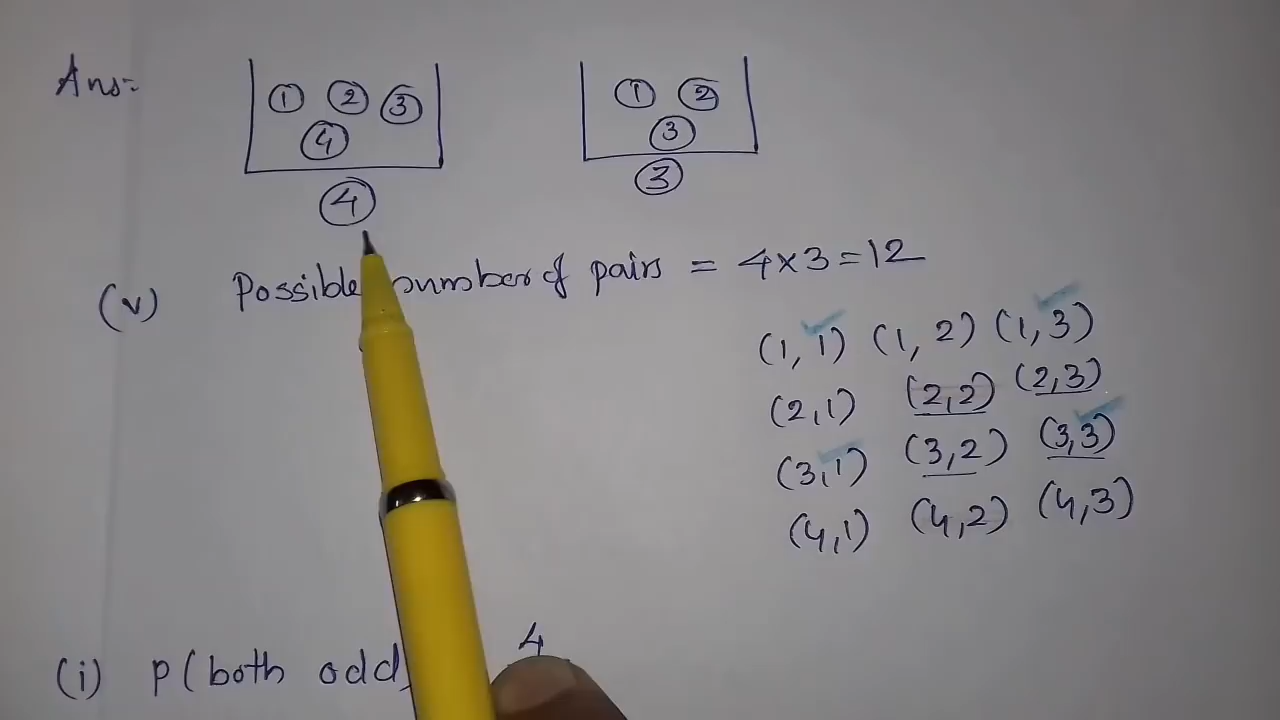 Ans:
1 2 3 1 2
4 3
4 3
(v) Possible number of pairs = 4×3=12
(1, 1) (1, 2) (1, 3)
(2,1) (2,2) (2,3)
(3,1) (3,2) (3,3)
(4,1) (4,2) (4,3)
4
(i) P(both odd)